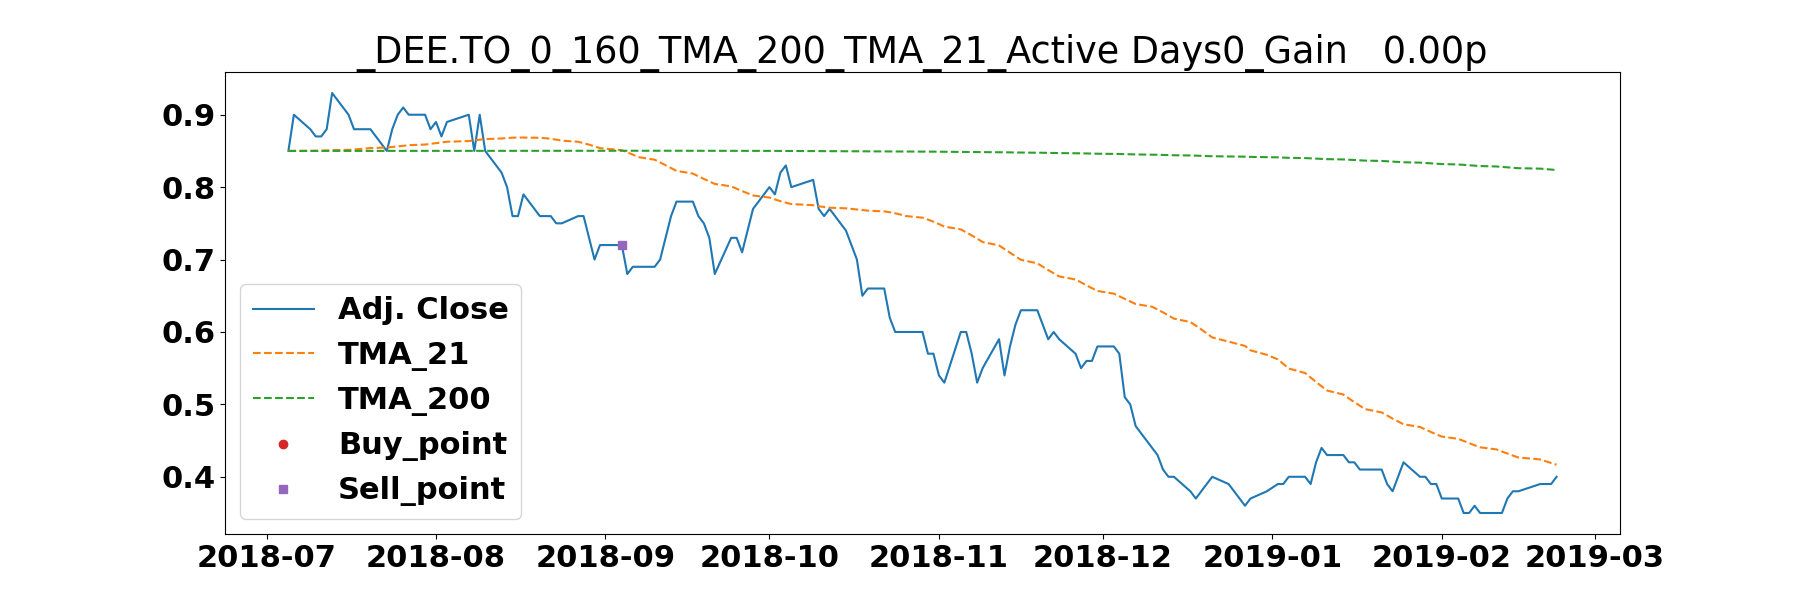 _DEE.TO_0_160_TMA_200_TMA_21_Active Days0_Gain   0.00p
0.9
0.8
0.7
0.6
0.5
0.4
Adj. Close
TMA_21
TMA_200
Buy_point
Sell_point
2018-07 2018-08 2018-09 2018-10 2018-11 2018-12 2019-01 2019-02 2019-03